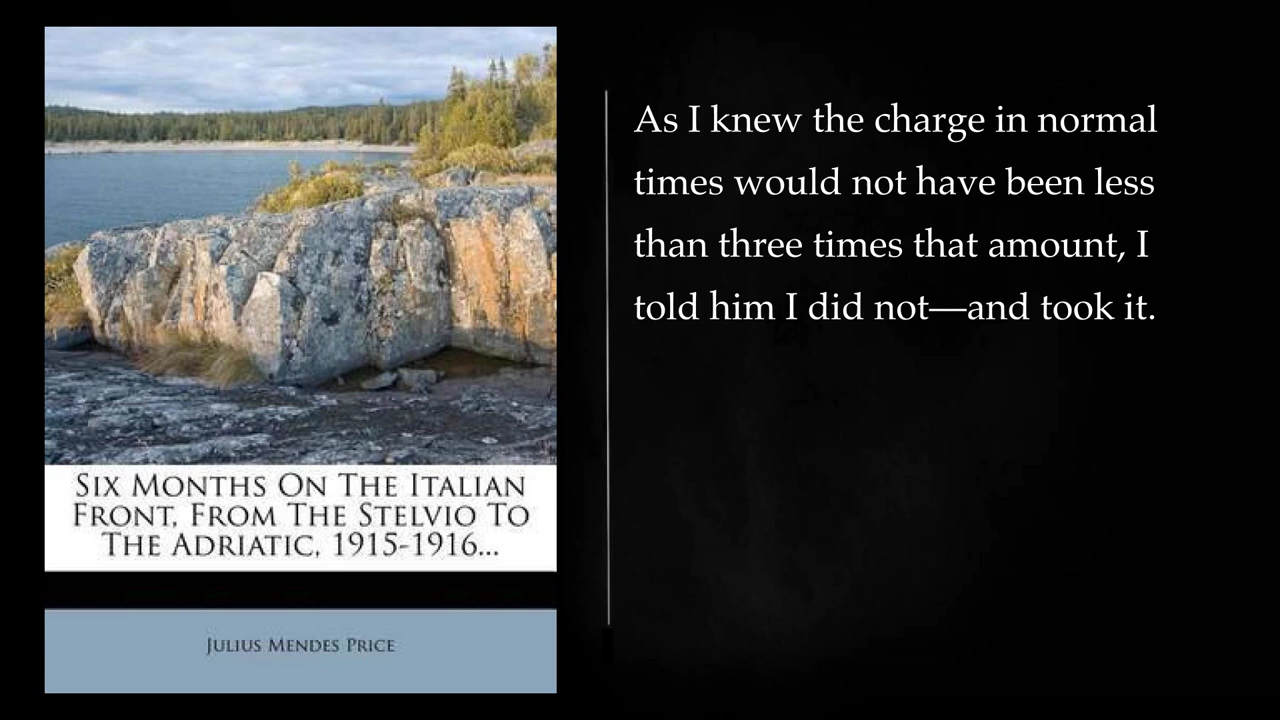 Six Months On The Italian
Front, From The Stelvio To
The Adriatic, 1915-1916...
Julius Mendes Price
As I knew the charge in normal
times would not have been less
than three times that amount, I
told him I did not—and took it.